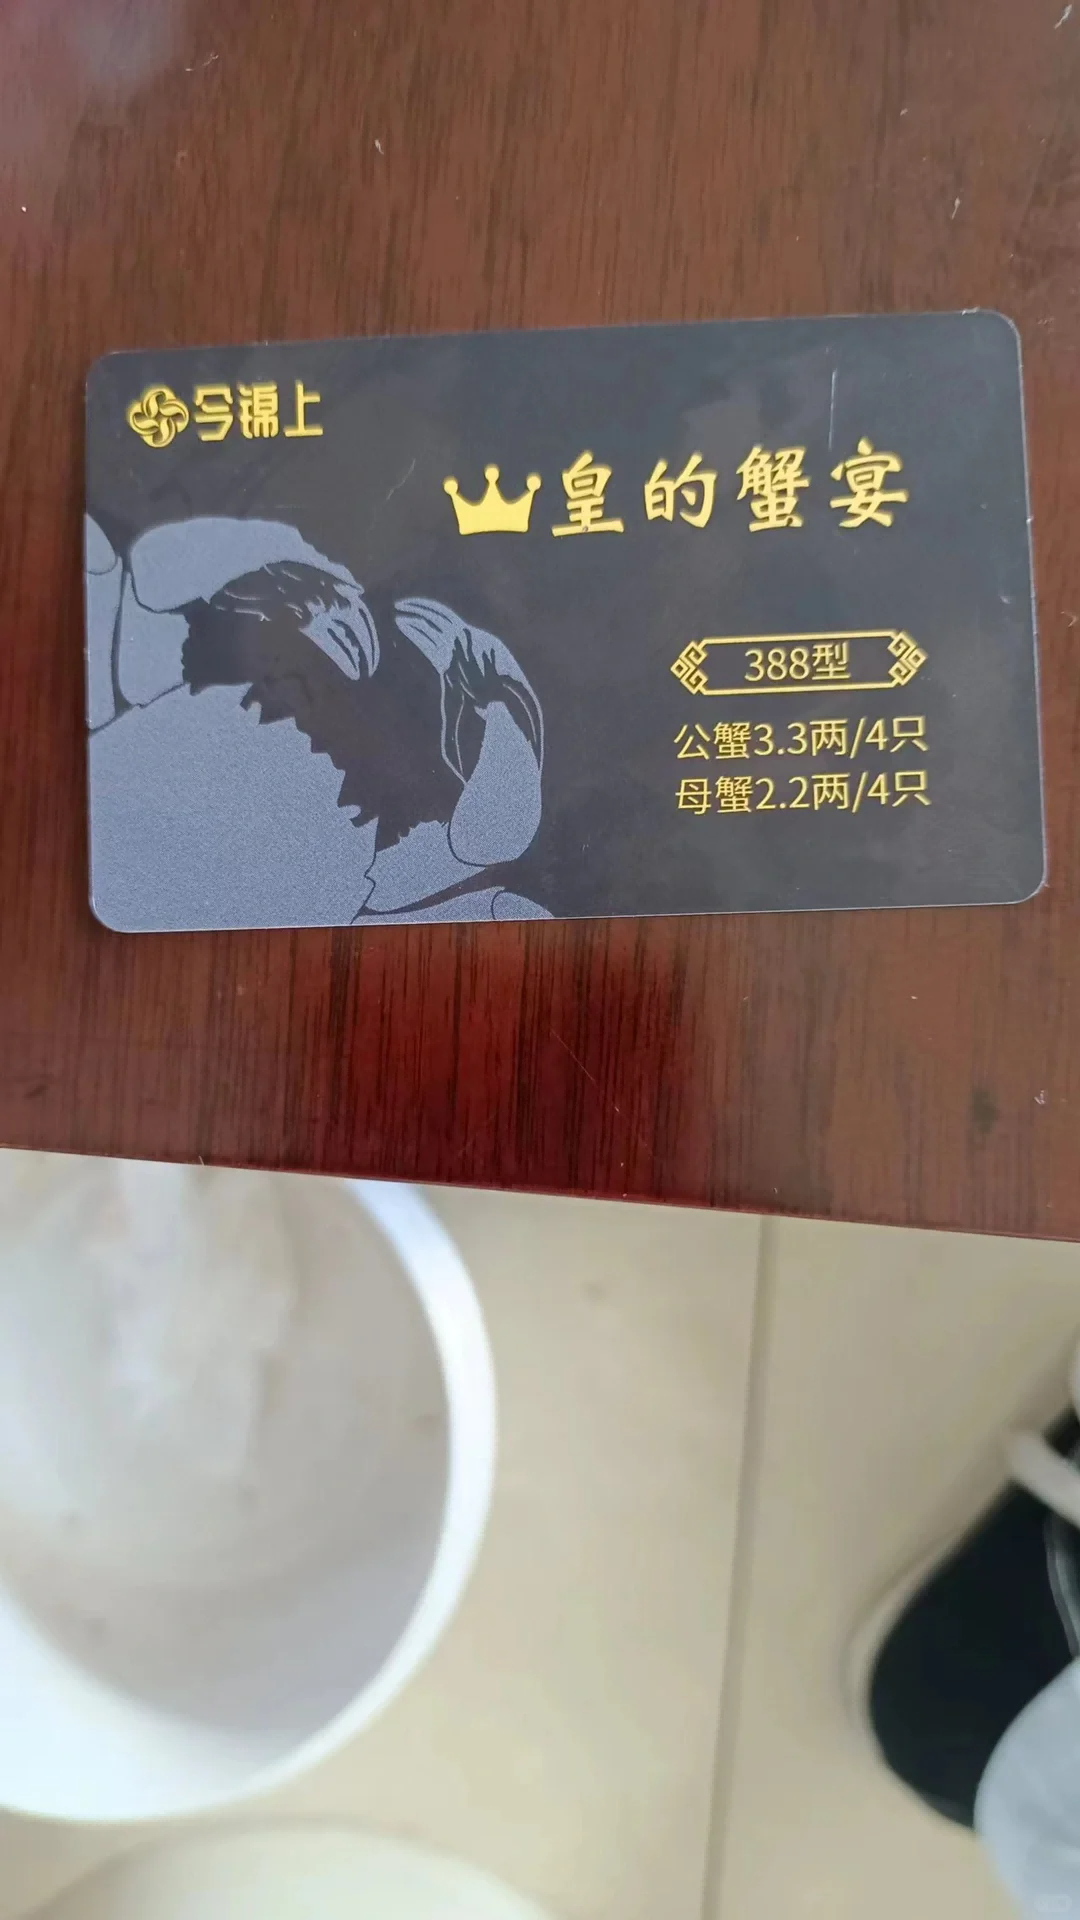 今锦上
皇的蟹宴
388型
公蟹3.3两/4只
母蟹2.2两/4只